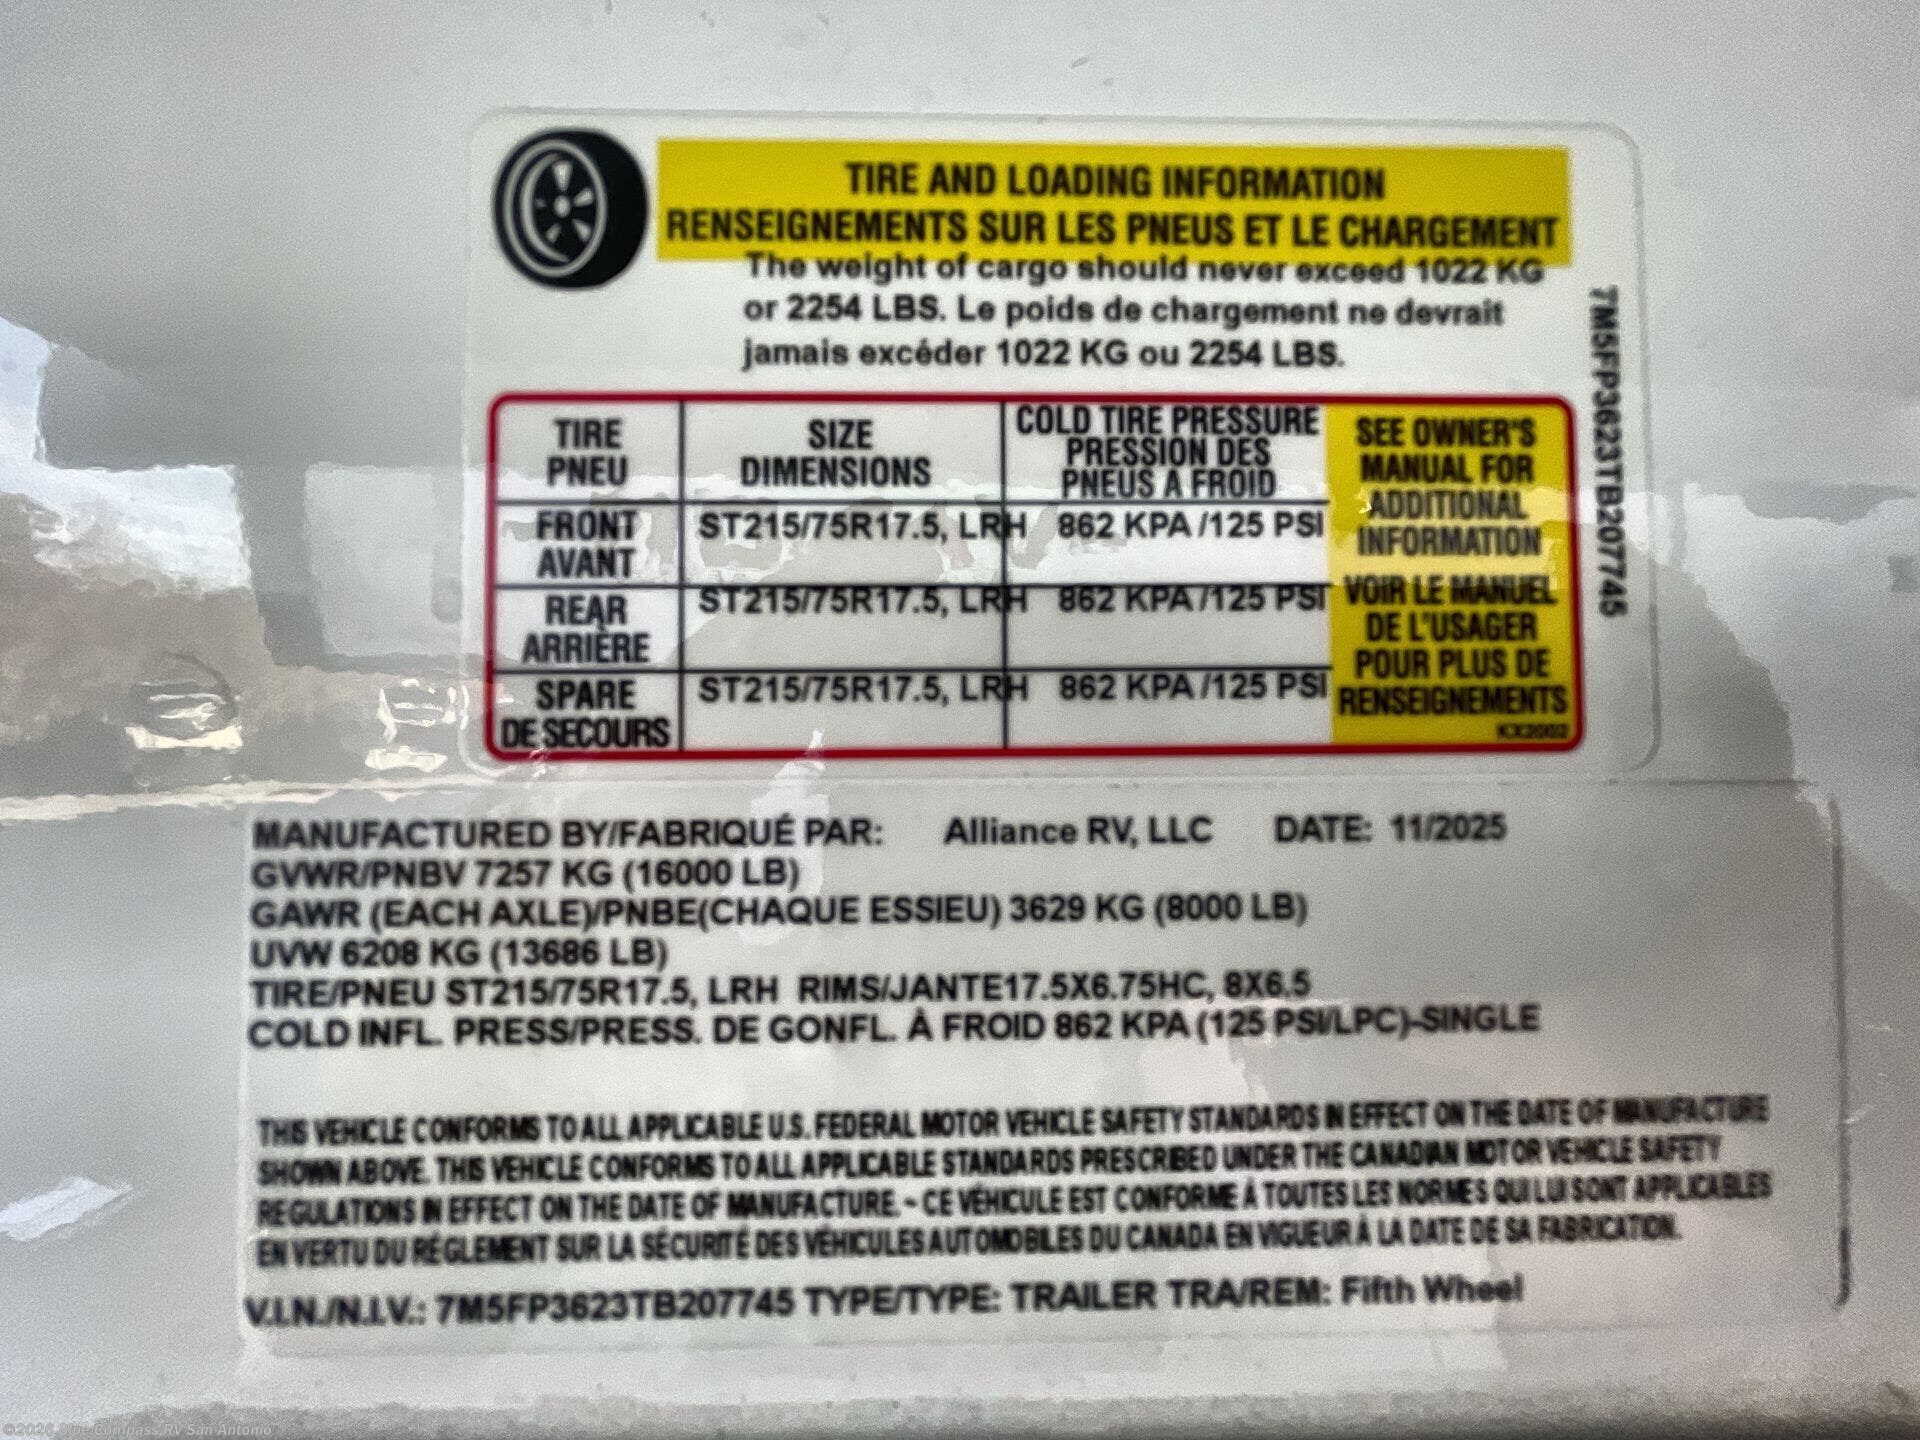 TIRE AND LOADING INFORMATION
RENSEIGNEMENTS SUR LES PNEUS ET LE CHARGEMENT
The weight of cargo should never exceed 1022 KG
or 2254 LBS. Le poids de chargement ne devrait
jamais excéder 1022 KG ou 2254 LBS.
7M5FP3623TB207745
TIRE
PNEU
SIZE
DIMENSIONS
COLD TIRE PRESSURE
PRESSION DES
PNEUS A FROID
FRONT
AVANT
ST215/75R17.5, LRH
862 KPA /125 PSI
REAR
ARRIÈRE
ST215/75R17.5, LRH
862 KPA /125 PSI
SPARE
DE SECOURS
ST215/75R17.5, LRH
862 KPA /125 PSI
SEE OWNER'S
MANUAL FOR
ADDITIONAL
INFORMATION
VOIR LE MANUEL
DE L'USAGER
POUR PLUS DE
RENSEIGNEMENTS
KX2002
MANUFACTURED BY/FABRIQUÉ PAR: Alliance RV, LLC DATE: 11/2025
GVWR/PNBV 7257 KG (16000 LB)
GAWR (EACH AXLE)/PNBE(CHAQUE ESSIEU) 3629 KG (8000 LB)
UVW 6208 KG (13686 LB)
TIRE/PNEU ST215/75R17.5, LRH RIMS/JANTE17.5X6.75HC, 8X6.5
COLD INFL. PRESS/PRESS. DE GONFL. À FROID 862 KPA (125 PSI/LPC)-SINGLE
THIS VEHICLE CONFORMS TO ALL APPLICABLE U.S. FEDERAL MOTOR VEHICLE SAFETY STANDARDS IN EFFECT ON THE DATE OF MANUFACTURE
SHOWN ABOVE. THIS VEHICLE CONFORMS TO ALL APPLICABLE STANDARDS PRESCRIBED UNDER THE CANADIAN MOTOR VEHICLE SAFETY
REGULATIONS IN EFFECT ON THE DATE OF MANUFACTURE. ~ CE VÉHICULE EST CONFORME À TOUTES LES NORMES QUI LUI SONT APPLICABLES
EN VERTU DU RÉGLEMENT SUR LA SÉCURITÉ DES VÉHICULES AUTOMOBILES DU CANADA EN VIGUEUR À LA DATE DE SA FABRICATION.
V.I.N./N.I.V.: 7M5FP3623TB207745 TYPE/TYPE: TRAILER TRA/REM: Fifth Wheel
©2026 Blue Compass RV San Antonio